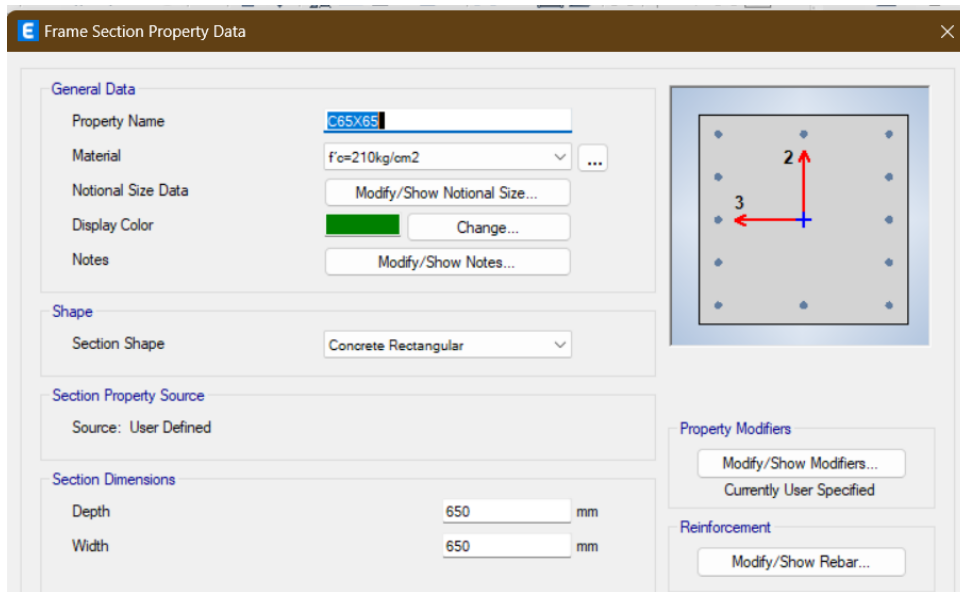 E Frame Section Property Data
General Data
Property Name C65X65
Material f'c=210kg/cm2 ...
Notional Size Data Modify/Show Notional Size...
Display Color Change...
Notes Modify/Show Notes...
2
3
Shape
Section Shape Concrete Rectangular
Section Property Source
Source: User Defined
Property Modifiers
Modify/Show Modifiers...
Currently User Specified
Section Dimensions
Depth 650 mm
Width 650 mm
Reinforcement
Modify/Show Rebar...